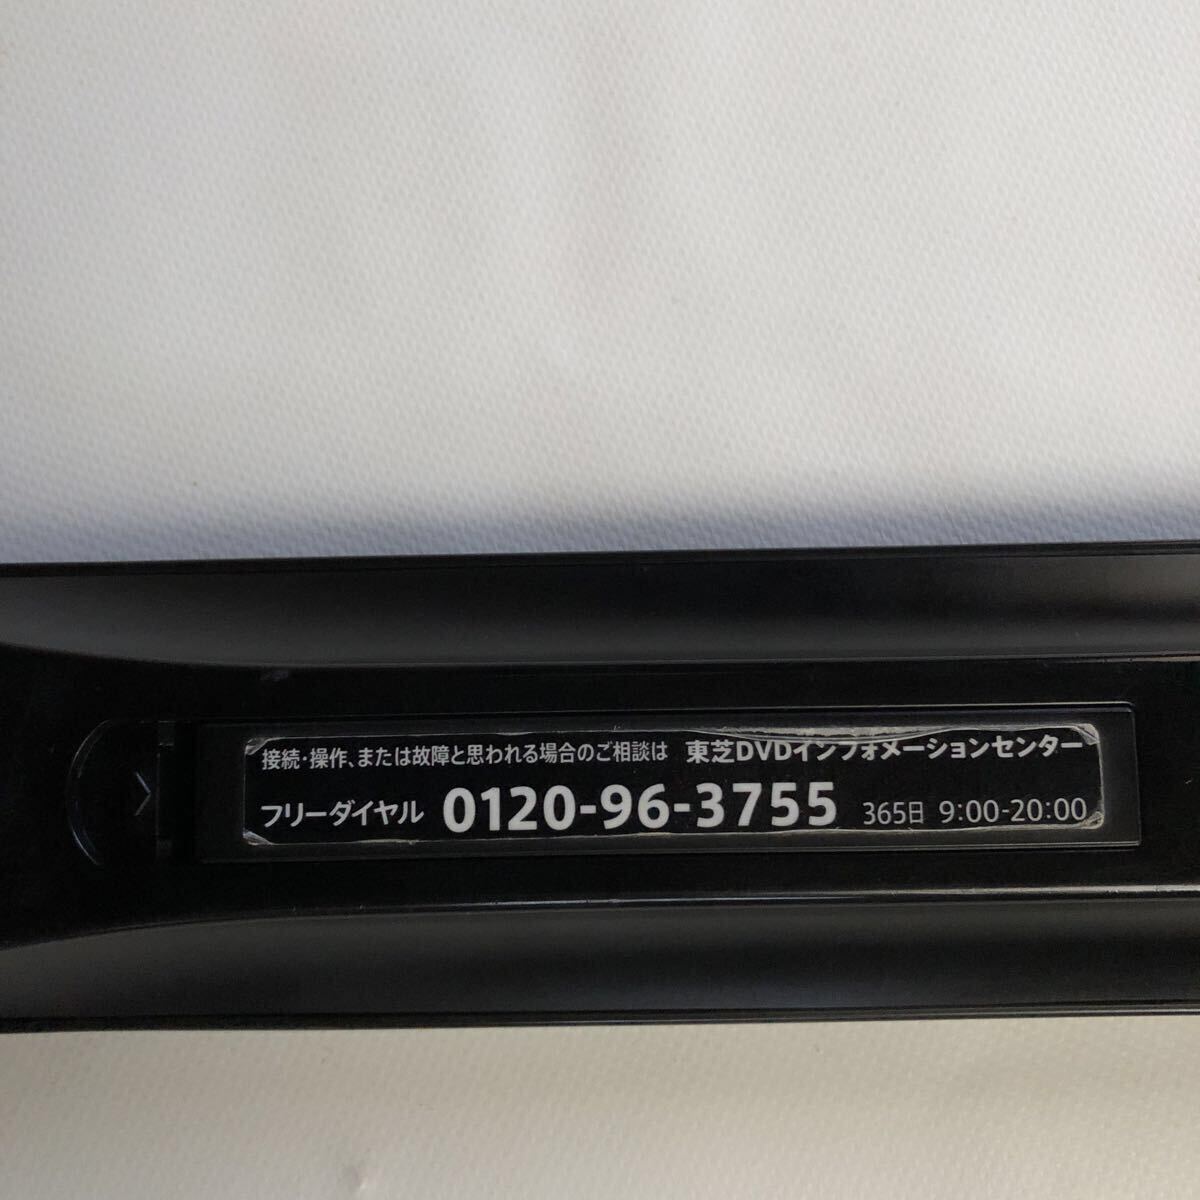 接続・操作、または故障と思われる場合のご相談は 東芝DVDインフォメーションセンター
フリーダイヤル 0120-96-3755 365日 9:00-20:00